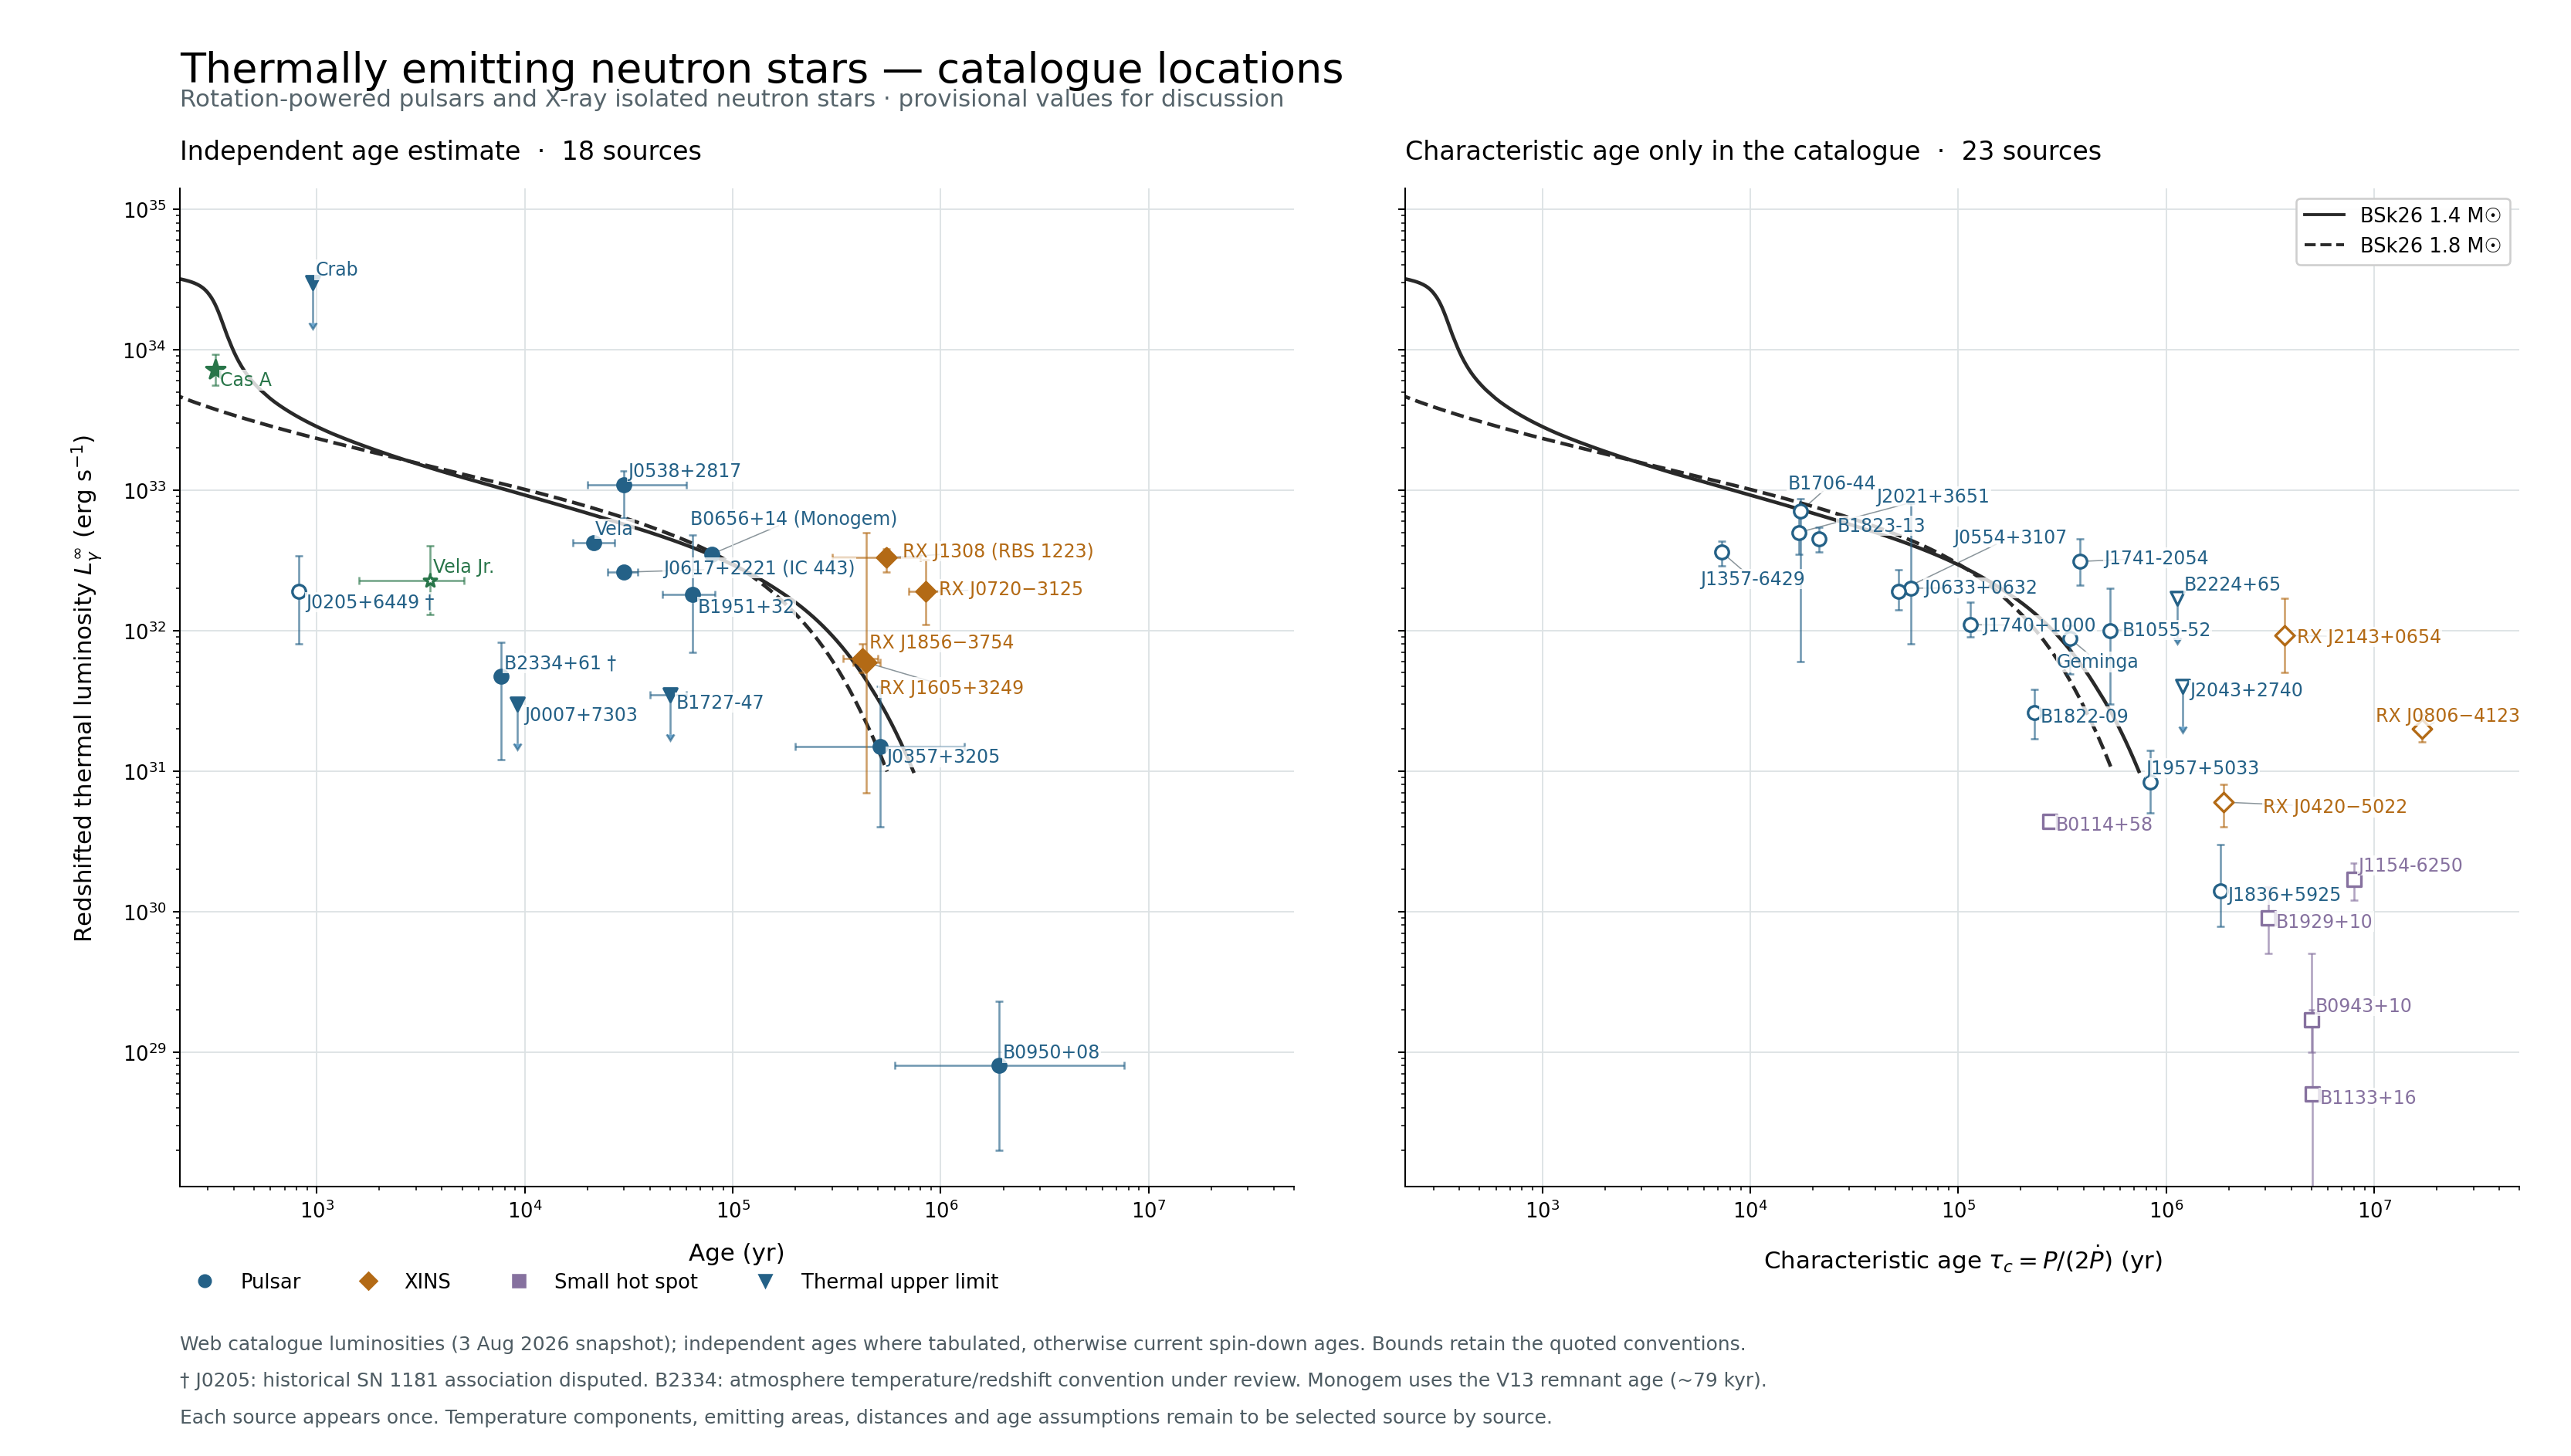 Thermally emitting neutron stars — catalogue locations
Rotation-powered pulsars and X-ray isolated neutron stars · provisional values for discussion
Independent age estimate · 18 sources
Characteristic age only in the catalogue · 23 sources
Redshifted thermal luminosity L_γ^∞ (erg s⁻¹)
10³⁵
10³⁴
10³³
10³²
10³¹
10³⁰
10²⁹
Crab
Cas A
J0538+2817
Vela
B0656+14 (Monogem)
RX J1308 (RBS 1223)
Vela Jr.
J0617+2221 (IC 443)
RX J0720−3125
J0205+6449 †
B1951+32
RX J1856−3754
B2334+61 †
RX J1605+3249
B1727-47
J0007+7303
J0357+3205
B0950+08
10³
10⁴
10⁵
10⁶
10⁷
Age (yr)
BSk26 1.4 M☉
BSk26 1.8 M☉
B1706-44
J2021+3651
B1823-13
J0554+3107
J1741-2054
J1357-6429
J0633+0632
B2224+65
J1740+1000
B1055-52
RX J2143+0654
Geminga
J2043+2740
B1822-09
RX J0806−4123
J1957+5033
RX J0420−5022
B0114+58
J1154-6250
J1836+5925
B1929+10
B0943+10
B1133+16
10³
10⁴
10⁵
10⁶
10⁷
Characteristic age τ_c = P/(2Ṗ) (yr)
Pulsar
XINS
Small hot spot
Thermal upper limit
Web catalogue luminosities (3 Aug 2026 snapshot); independent ages where tabulated, otherwise current spin-down ages. Bounds retain the quoted conventions.
† J0205: historical SN 1181 association disputed. B2334: atmosphere temperature/redshift convention under review. Monogem uses the V13 remnant age (~79 kyr).
Each source appears once. Temperature components, emitting areas, distances and age assumptions remain to be selected source by source.